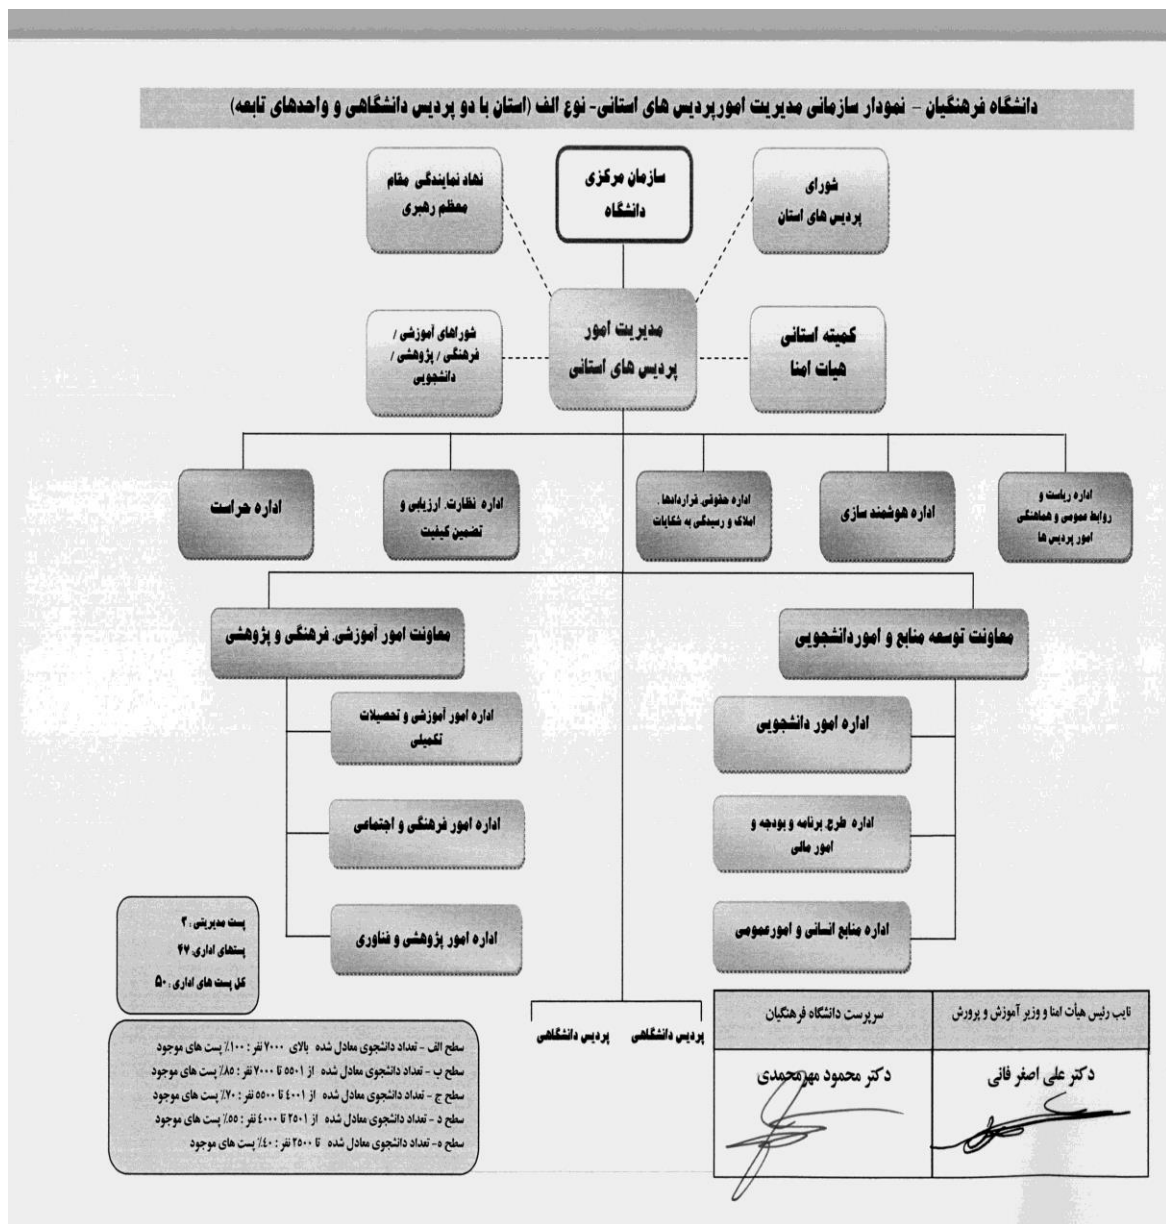 دانشگاه فرهنگیان – نمودار سازمانی مدیریت امورپردیس های استانی- نوع الف (استان با دو پردیس دانشگاهی و واحدهای تابعه)
شورای
پردیس های استان
سازمان مرکزی
دانشگاه
نهاد نمایندگی مقام
معظم رهبری
کمیته استانی
هیات امنا
مدیریت امور
پردیس های استانی
شوراهای آموزشی /
فرهنگی / پژوهشی /
دانشجویی
اداره ریاست و
روابط عمومی و هماهنگی
امور پردیس ها
اداره هوشمند سازی
اداره حقوقی، قراردادها ،
املاک و رسیدگی به شکایات
اداره نظارت، ارزیابی و
تضمین کیفیت
اداره حراست
معاونت توسعه منابع و اموردانشجویی
معاونت امور آموزشی، فرهنگی و پژوهشی
اداره امور دانشجویی
اداره طرح، برنامه و بودجه و
امور مالی
اداره منابع انسانی و امورعمومی
اداره امور آموزشی و تحصیلات
تکمیلی
اداره امور فرهنگی و اجتماعی
اداره امور پژوهشی و فناوری
پردیس دانشگاهی
پردیس دانشگاهی
پست مدیریتی : ۳
پستهای اداری: ۴۷
کل پست های اداری : ۵۰
سطح الف - تعداد دانشجوی معادل شده بالای ۷۰۰۰ نفر : ۱۰۰٪ پست های موجود
سطح ب - تعداد دانشجوی معادل شده از ۵۵۰۱ تا ۷۰۰۰ نفر : ۸۵٪ پست های موجود
سطح ج - تعداد دانشجوی معادل شده از ۴۰۰۱ تا ۵۵۰۰ نفر : ۷۰٪ پست های موجود
سطح د - تعداد دانشجوی معادل شده از ۲۵۰۱ تا ۴۰۰۰ نفر : ۵۵٪ پست های موجود
سطح ه- تعداد دانشجوی معادل شده تا ۲۵۰۰ نفر : ۴۰٪ پست های موجود
نایب رئیس هیأت امنا و وزیر آموزش و پرورش
سرپرست دانشگاه فرهنگیان
دکتر علی اصغر فانی
دکتر محمود مهرمحمدی